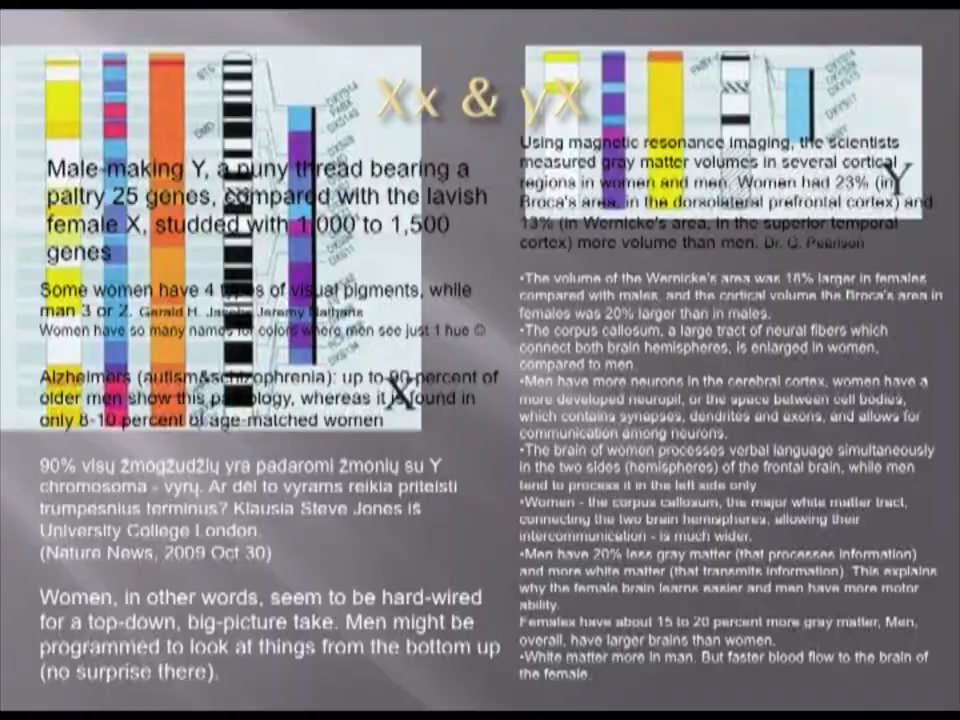 Xx & yX
Male-making Y, a puny thread bearing a
paltry 25 genes, compared with the lavish
female X, studded with 1,000 to 1,500
genes
Some women have 4 types of visual pigments, while
man 3 or 2. Gerald H. Jacobs Jeremy Nathans
Women have so many names for colors where men see just 1 hue ☺
Alzheimers (autism&schizophrenia): up to 90 percent of
older men show this pathology, whereas it is found in
only 8-10 percent of age-matched women
X
90% visų žmogžudžių yra padaromi žmonių su Y
chromosoma - vyrų. Ar dėl to vyrams reikia priteisti
trumpesnius terminus? Klausia Steve Jones iš
University College London.
(Nature News, 2009 Oct 30)
Women, in other words, seem to be hard-wired
for a top-down, big-picture take. Men might be
programmed to look at things from the bottom up
(no surprise there).
Using magnetic resonance imaging, the scientists
measured gray matter volumes in several cortical
regions in women and men. Women had 23% (in
Broca's area, in the dorsolateral prefrontal cortex) and
13% (in Wernicke's area, in the superior temporal
cortex) more volume than men. Dr. G. Pearlson
Y
•The volume of the Wernicke's area was 18% larger in females
compared with males, and the cortical volume the Broca's area in
females was 20% larger than in males.
•The corpus callosum, a large tract of neural fibers which
connect both brain hemispheres, is enlarged in women,
compared to men
•Men have more neurons in the cerebral cortex, women have a
more developed neuropil, or the space between cell bodies,
which contains synapses, dendrites and axons, and allows for
communication among neurons.
•The brain of women processes verbal language simultaneously
in the two sides (hemispheres) of the frontal brain, while men
tend to process it in the left side only
•Women - the corpus callosum, the major white matter tract,
connecting the two brain hemispheres, allowing their
intercommunication - is much wider.
•Men have 20% less gray matter (that processes information)
and more white matter (that transmits information). This explains
why the female brain learns easier and men have more motor
ability.
Females have about 15 to 20 percent more gray matter, Men,
overall, have larger brains than women.
•White matter more in man. But faster blood flow to the brain of
the female.